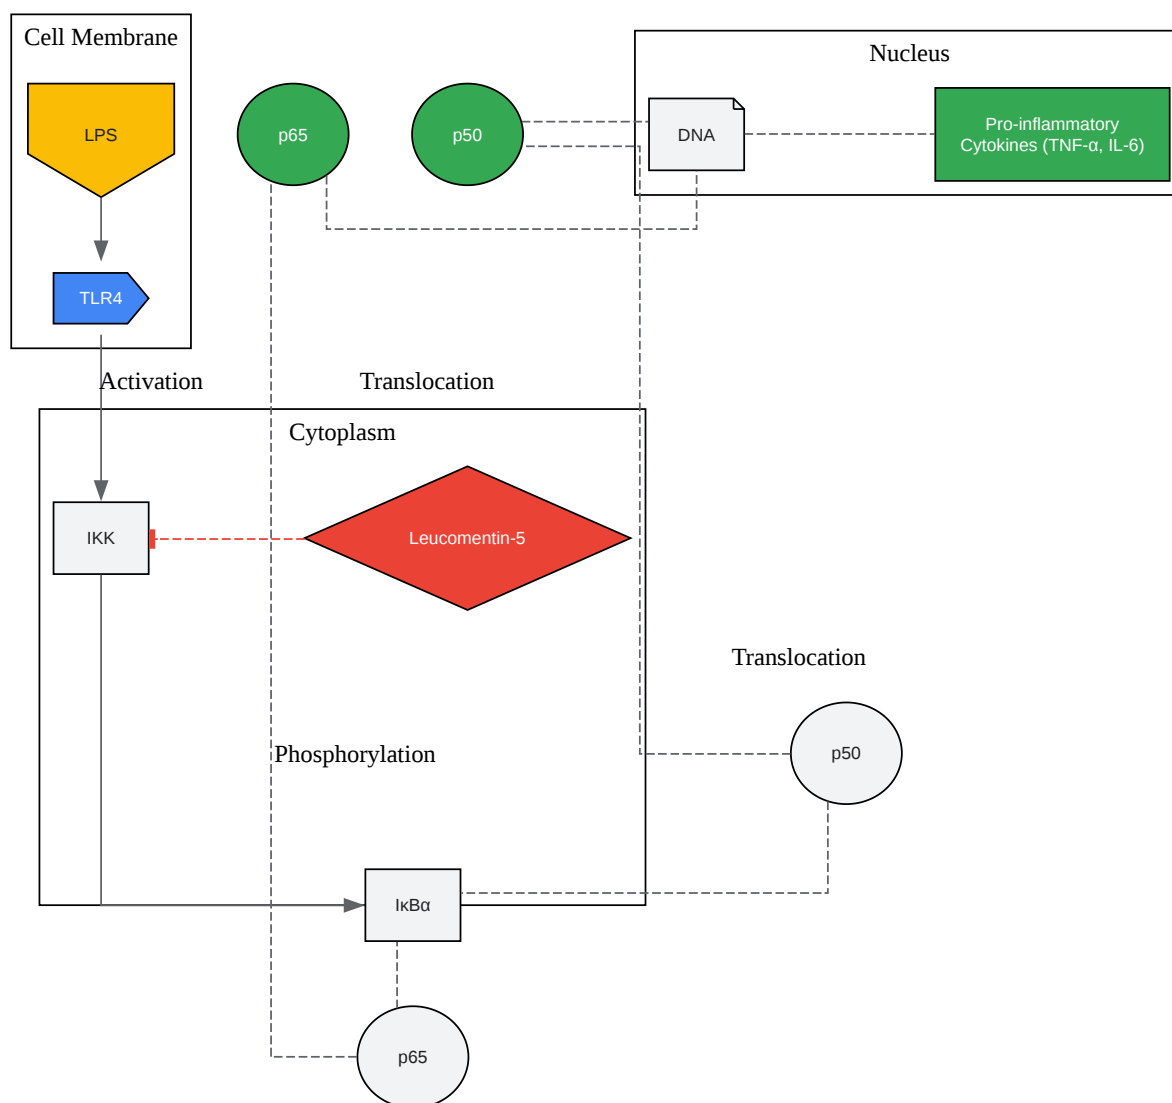 Cell Membrane
Nucleus
LPS
p65
p50
DNA
Pro-inflammatory
Cytokines (TNF-α, IL-6)
TLR4
Activation
Translocation
Cytoplasm
IKK
Leucomentin-5
Translocation
Phosphorylation
p50
IκBα
p65